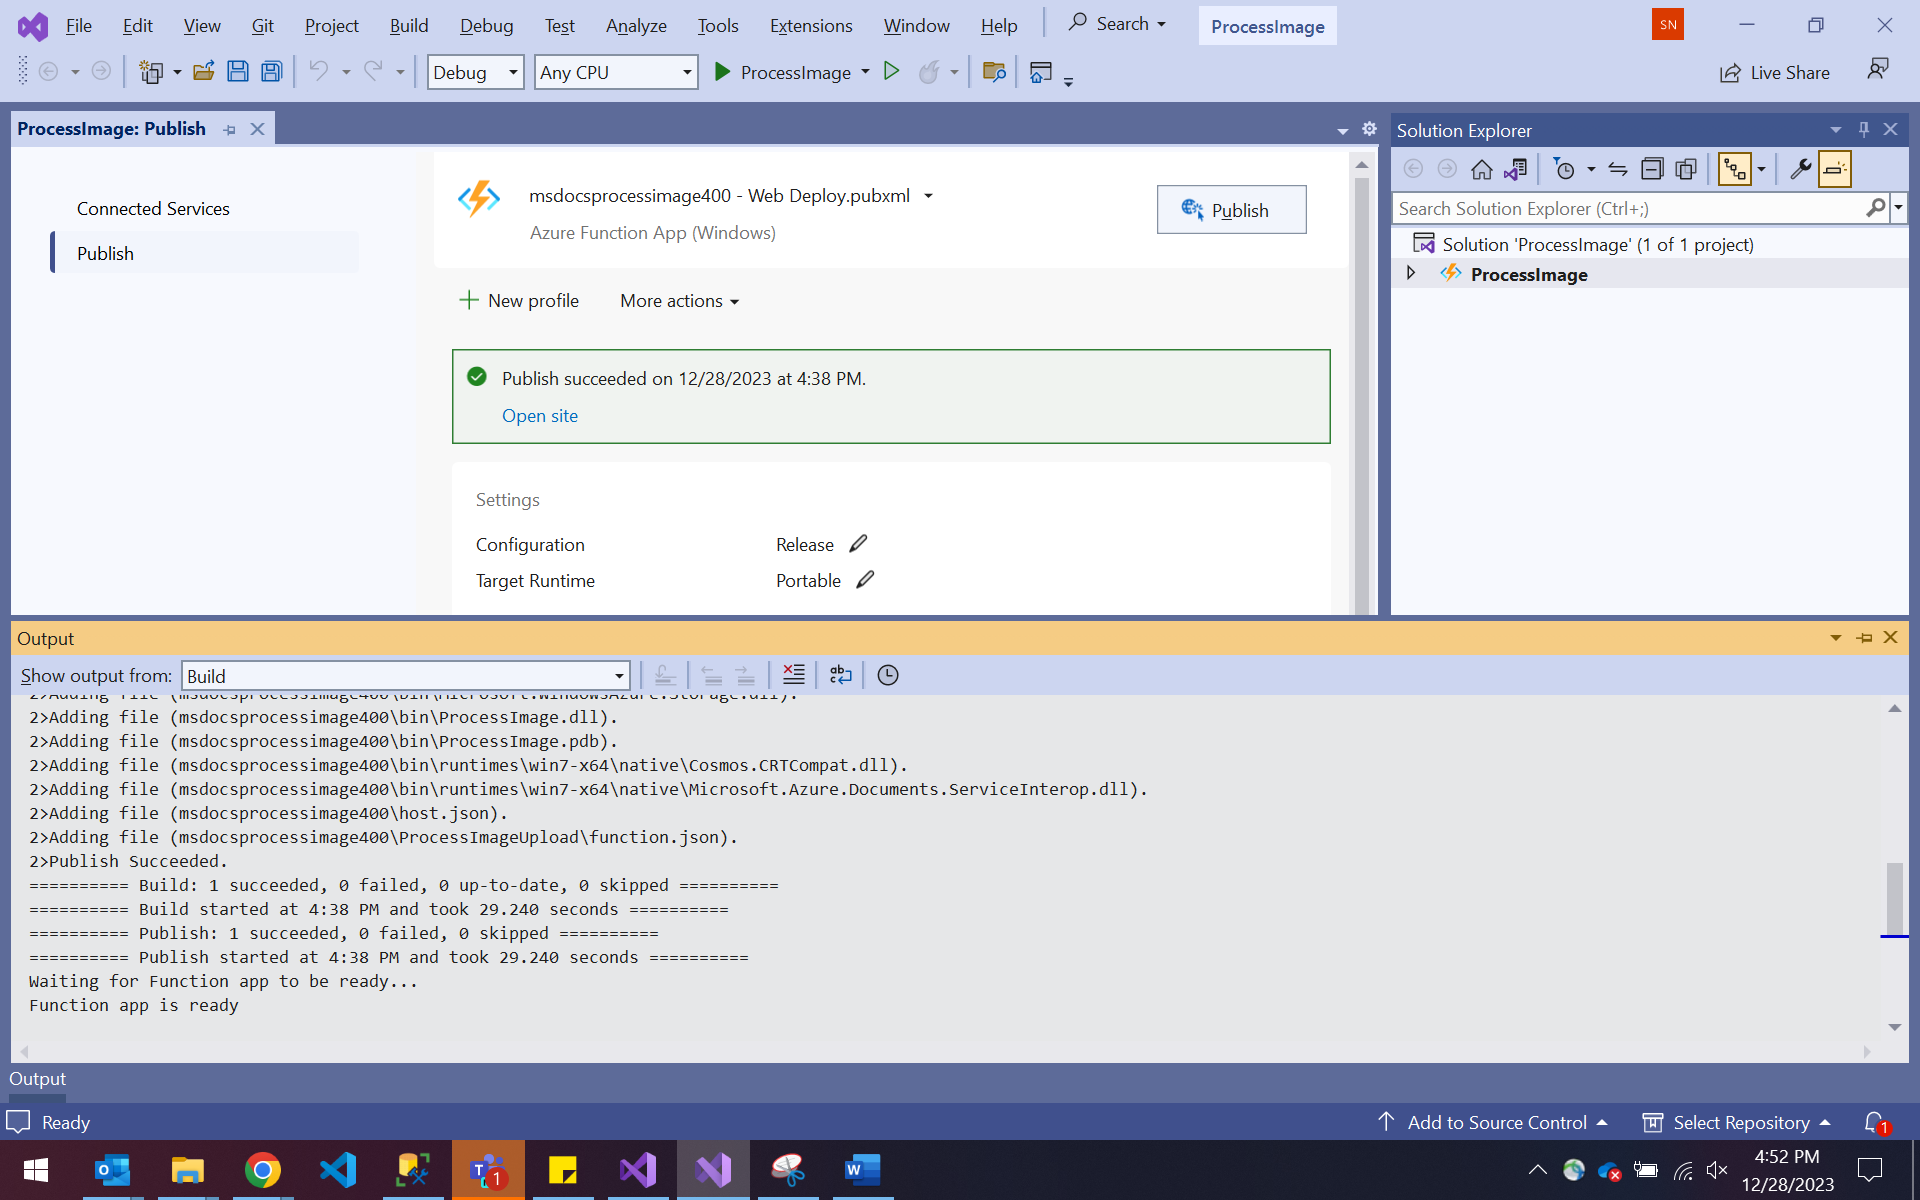 File Edit View Git Project Build Debug Test Analyze Tools Extensions Window Help Search ProcessImage SN
Debug Any CPU ProcessImage Live Share
ProcessImage: Publish
Connected Services
Publish
msdocsprocessimage400 - Web Deploy.pubxml
Azure Function App (Windows)
Publish
New profile More actions
Publish succeeded on 12/28/2023 at 4:38 PM.
Open site
Settings
Configuration Release
Target Runtime Portable
Solution Explorer
Search Solution Explorer (Ctrl+;)
Solution 'ProcessImage' (1 of 1 project)
ProcessImage
Output
Show output from: Build
2>Adding file (msdocsprocessimage400\bin\Microsoft.WindowsAzure.Storage.dll).
2>Adding file (msdocsprocessimage400\bin\ProcessImage.dll).
2>Adding file (msdocsprocessimage400\bin\ProcessImage.pdb).
2>Adding file (msdocsprocessimage400\bin\runtimes\win7-x64\native\Cosmos.CRTCompat.dll).
2>Adding file (msdocsprocessimage400\bin\runtimes\win7-x64\native\Microsoft.Azure.Documents.ServiceInterop.dll).
2>Adding file (msdocsprocessimage400\host.json).
2>Adding file (msdocsprocessimage400\ProcessImageUpload\function.json).
2>Publish Succeeded.
========== Build: 1 succeeded, 0 failed, 0 up-to-date, 0 skipped ==========
========== Build started at 4:38 PM and took 29.240 seconds ==========
========== Publish: 1 succeeded, 0 failed, 0 skipped ==========
========== Publish started at 4:38 PM and took 29.240 seconds ==========
Waiting for Function app to be ready...
Function app is ready
Output
Ready Add to Source Control Select Repository 1
4:52 PM
12/28/2023